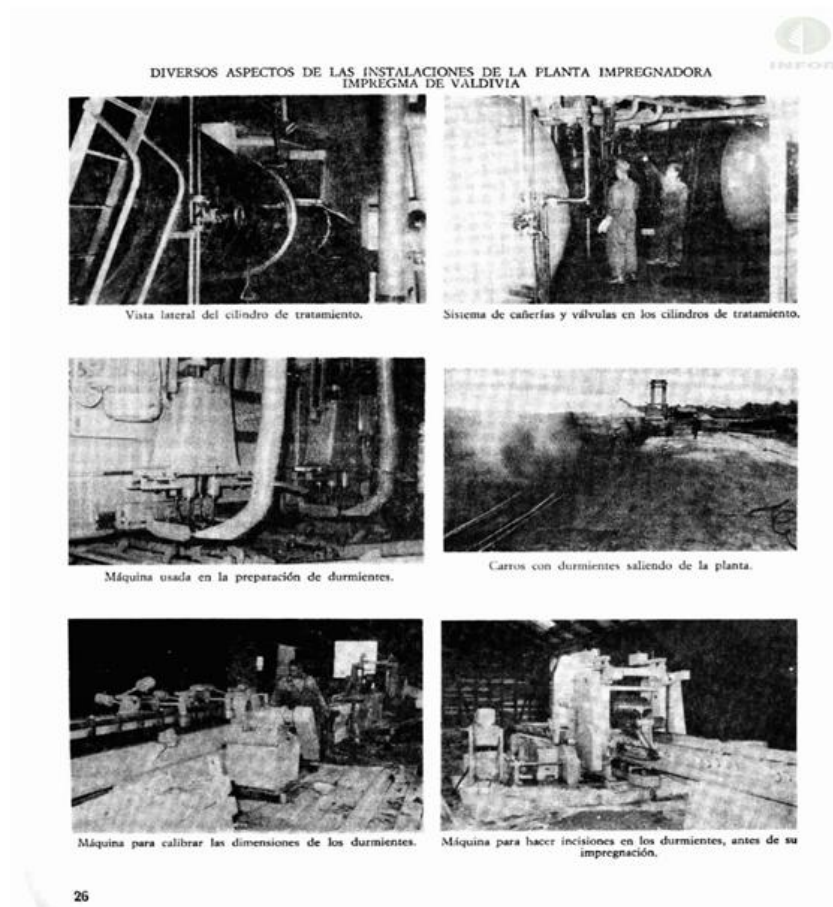 INFOR
DIVERSOS ASPECTOS DE LAS INSTALACIONES DE LA PLANTA IMPREGNADORA
IMPREGMA DE VALDIVIA
Vista lateral del cilindro de tratamiento.
Sistema de cañerías y válvulas en los cilindros de tratamiento.
Máquina usada en la preparación de durmientes.
Carros con durmientes saliendo de la planta.
Máquina para calibrar las dimensiones de los durmientes.
Máquina para hacer incisiones en los durmientes, antes de su
impregnación.
26